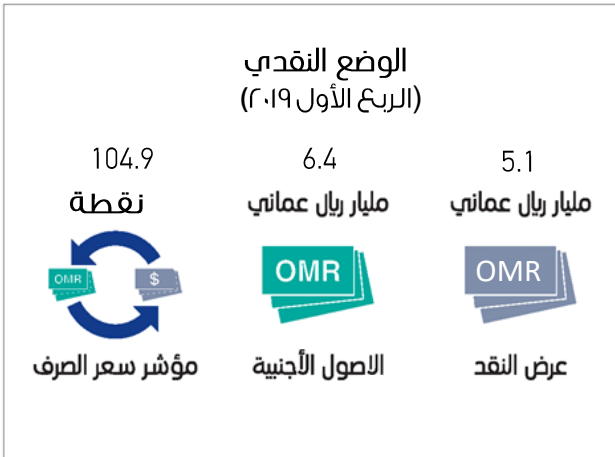 الوضع النقدي
(الربع الأول ٢٠١٩)
5.1
مليار ريال عماني
OMR
عرض النقد
6.4
مليار ريال عماني
OMR
الاصول الأجنبية
104.9
نقطة
$
OMR
مؤشر سعر الصرف